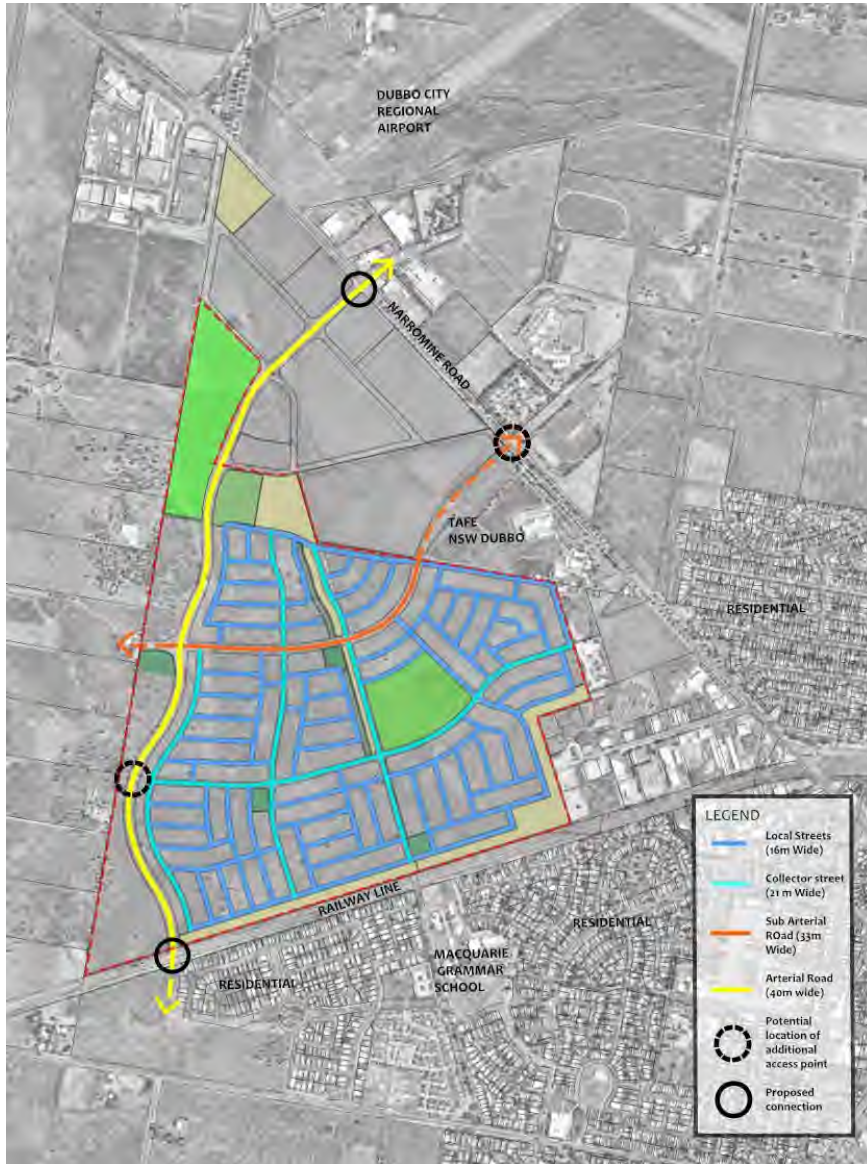 DUBBO CITY
REGIONAL
AIRPORT
NARROMINE ROAD
TAFE
NSW DUBBO
RESIDENTIAL
RAILWAY LINE
RESIDENTIAL
MACQUARIE
GRAMMAR
SCHOOL
RESIDENTIAL
LEGEND
Local Streets
(16m Wide)
Collector street
(21 m Wide)
Sub Arterial
ROad (33m
Wide)
Arterial Road
(40m wide)
Potential
location of
additional
access point
Proposed
connection